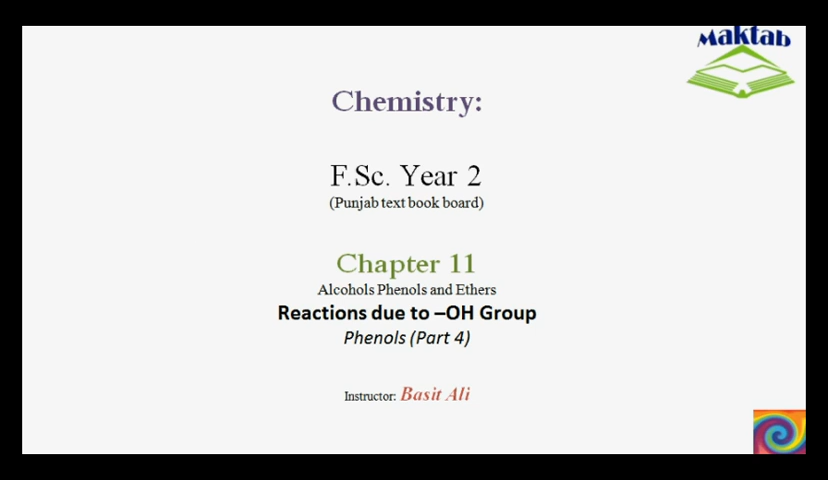 Maktab
Chemistry:
F.Sc. Year 2
(Punjab text book board)
Chapter 11
Alcohols Phenols and Ethers
Reactions due to –OH Group
Phenols (Part 4)
Instructor: Basit Ali